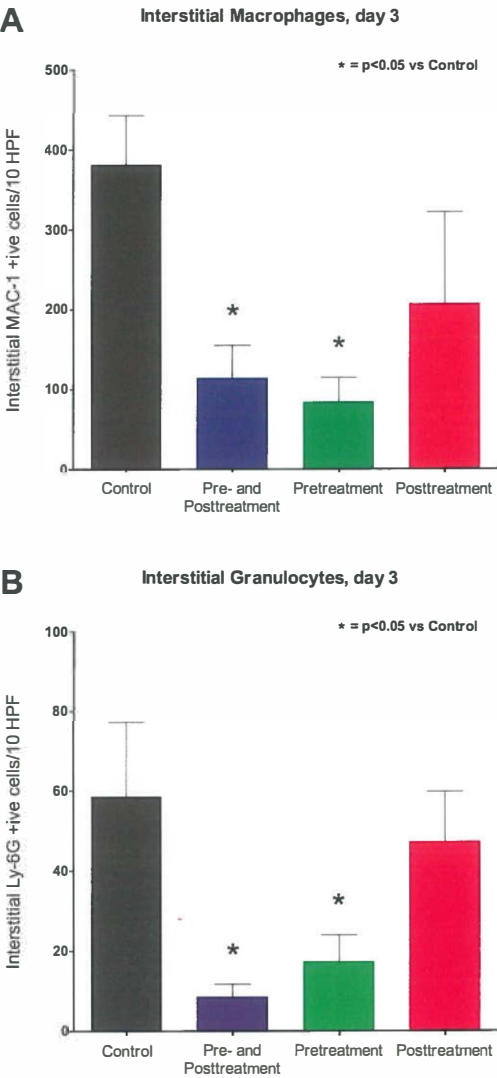 A
Interstitial Macrophages, day 3
* = p<0.05 vs Control
Interstitial MAC-1 +ive cells/10 HPF
500
400
300
200
100
0
*
*
Control
Pre- and
Posttreatment
Pretreatment
Posttreatment
B
Interstitial Granulocytes, day 3
* = p<0.05 vs Control
Interstitial Ly-6G +ive cells/10 HPF
100
80
60
40
20
0
*
*
Control
Pre- and
Posttreatment
Pretreatment
Posttreatment